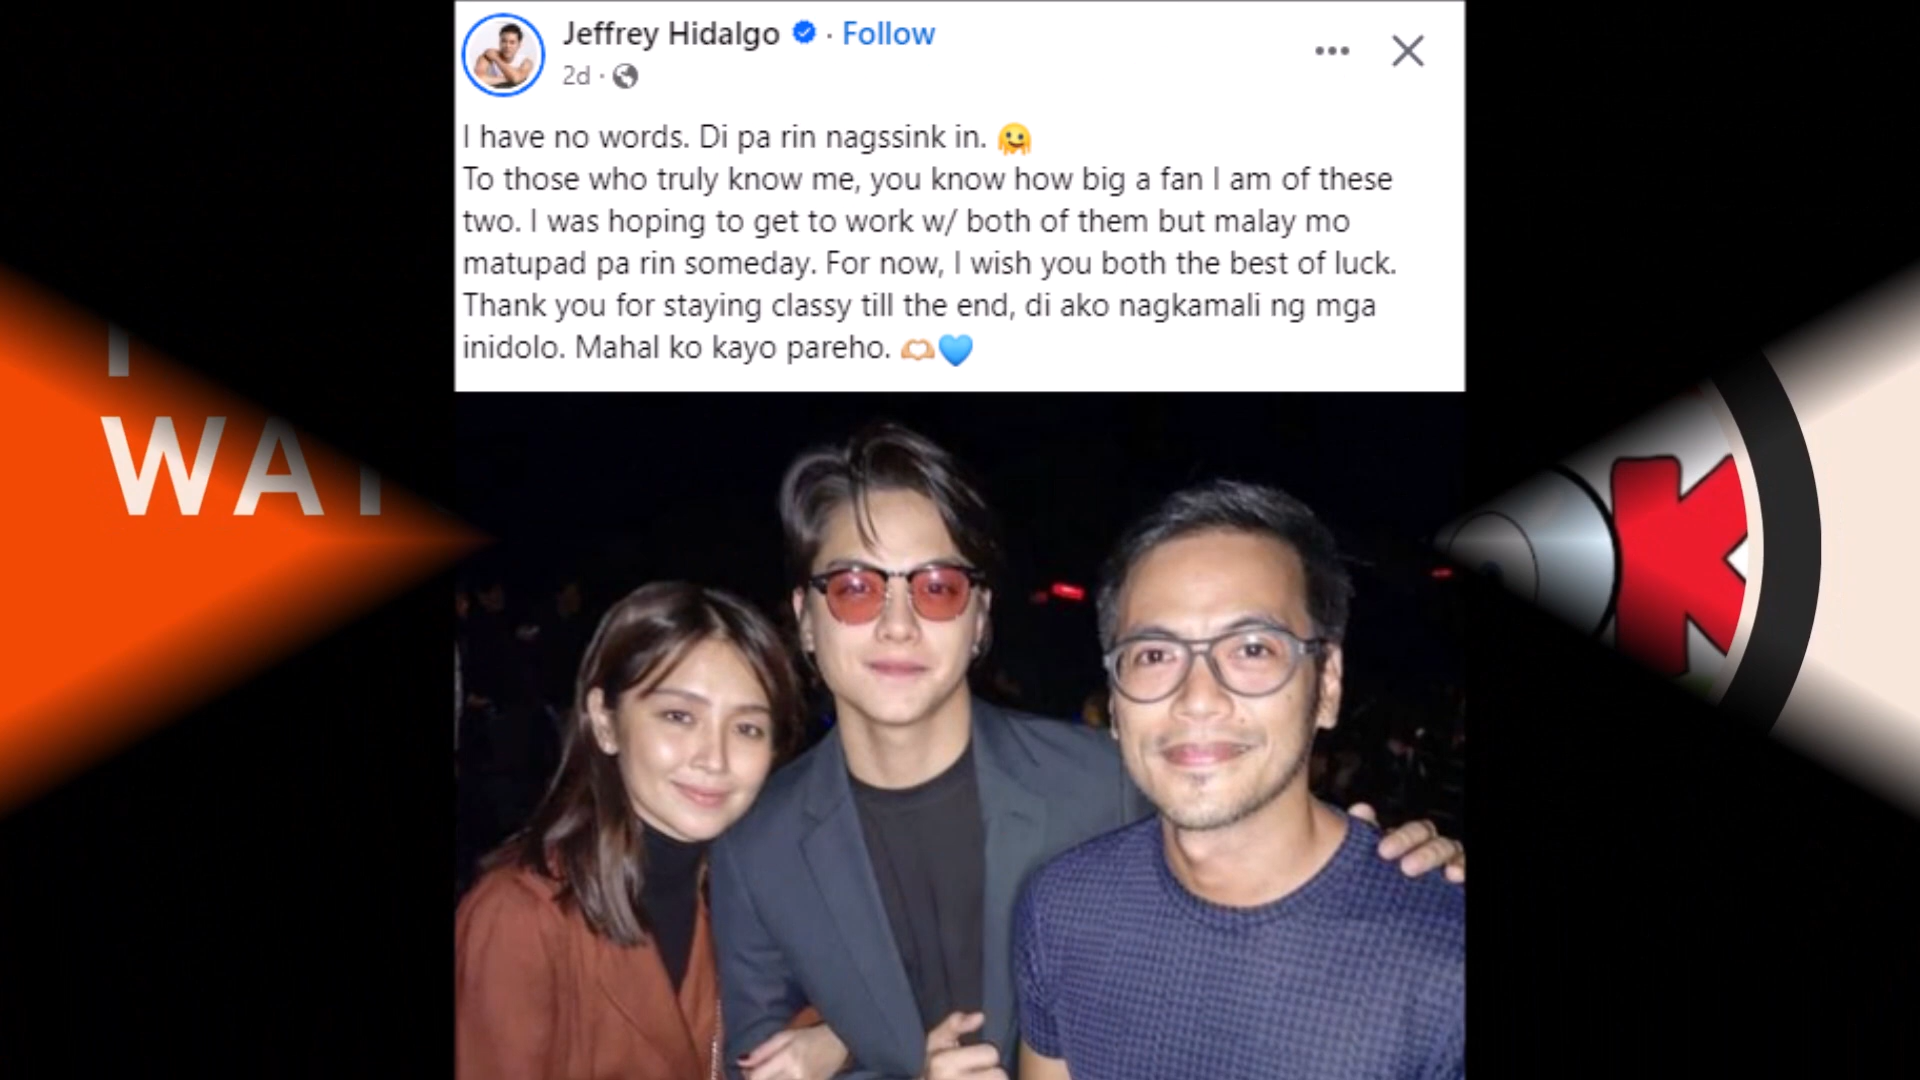 Jeffrey Hidalgo · Follow
2d ·
I have no words. Di pa rin nagssink in. 🫠
To those who truly know me, you know how big a fan I am of these
two. I was hoping to get to work w/ both of them but malay mo
matupad pa rin someday. For now, I wish you both the best of luck.
Thank you for staying classy till the end, di ako nagkamali ng mga
inidolo. Mahal ko kayo pareho. 🫶🏼💙